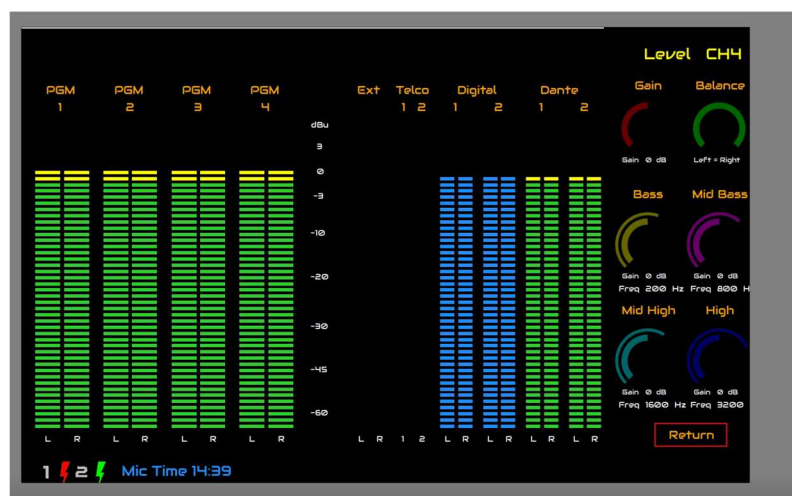 Level CH4
PGM PGM PGM PGM Ext Telco Digital Dante Gain Balance
1 2 3 4 1 2 1 2 1 2
dBu
3
Gain 0 dB Left = Right
0
-3
Bass Mid Bass
-10
-20
Gain 0 dB Gain 0 dB
Freq 200 Hz Freq 800 H
Mid High High
-30
-45
Gain 0 dB Gain 0 dB
Freq 1600 Hz Freq 3200
-60
Return
L R L R L R L R L R 1 2 L R L R L R L R
1 2 Mic Time 14:39